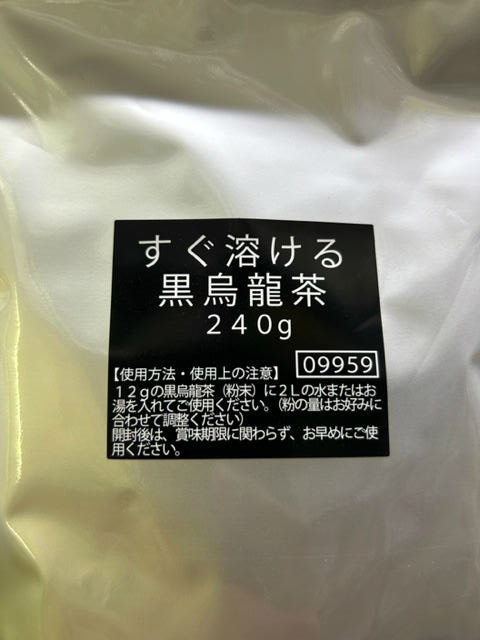 すぐ溶ける
黒烏龍茶
240g
09959
【使用方法・使用上の注意】
12gの黒烏龍茶（粉末）に2Lの水またはお
湯を入れてご使用ください。（粉の量はお好みに
合わせて調整ください）
開封後は、賞味期限に関わらず、お早めにご使
用ください。